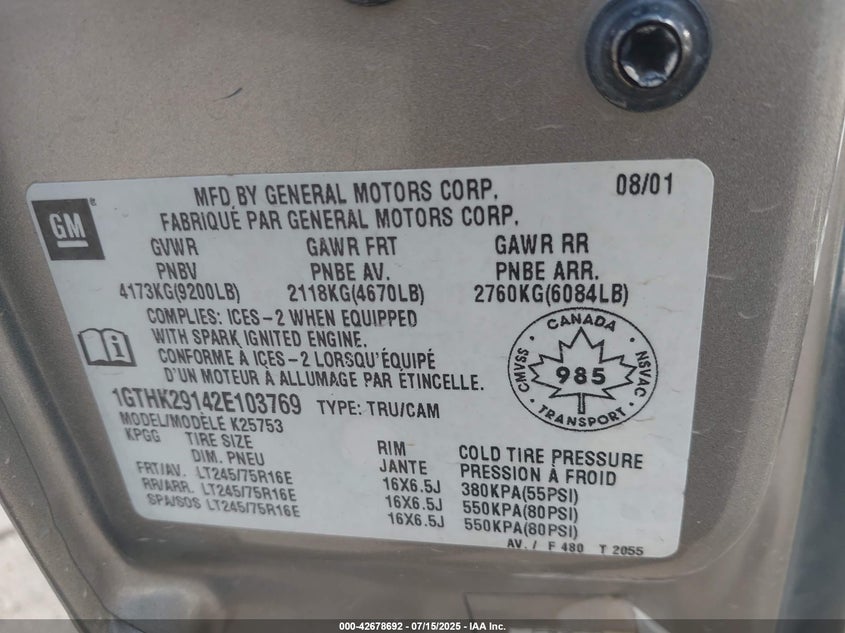 GM
MFD BY GENERAL MOTORS CORP. 08/01
FABRIQUÉ PAR GENERAL MOTORS CORP.
GVWR GAWR FRT GAWR RR
PNBV PNBE AV. PNBE ARR.
4173KG(9200LB) 2118KG(4670LB) 2760KG(6084LB)
COMPLIES: ICES-2 WHEN EQUIPPED
WITH SPARK IGNITED ENGINE.
CONFORME À ICES-2 LORSQU'ÉQUIPÉ
D'UN MOTEUR À ALLUMAGE PAR ÉTINCELLE.
CANADA
CMVSS 985 NSVAC
TRANSPORT
1GTHK29142E103769 TYPE: TRU/CAM
MODEL/MODÈLE K25753
KPGG TIRE SIZE RIM COLD TIRE PRESSURE
DIM. PNEU JANTE PRESSION À FROID
FRT/AV. LT245/75R16E 16X6.5J 380KPA(55PSI)
RR/ARR. LT245/75R16E 16X6.5J 550KPA(80PSI)
SPA/SOS LT245/75R16E 16X6.5J 550KPA(80PSI)
AV./ F 480 T 2055
000-42678692 - 07/15/2025 - IAA Inc.